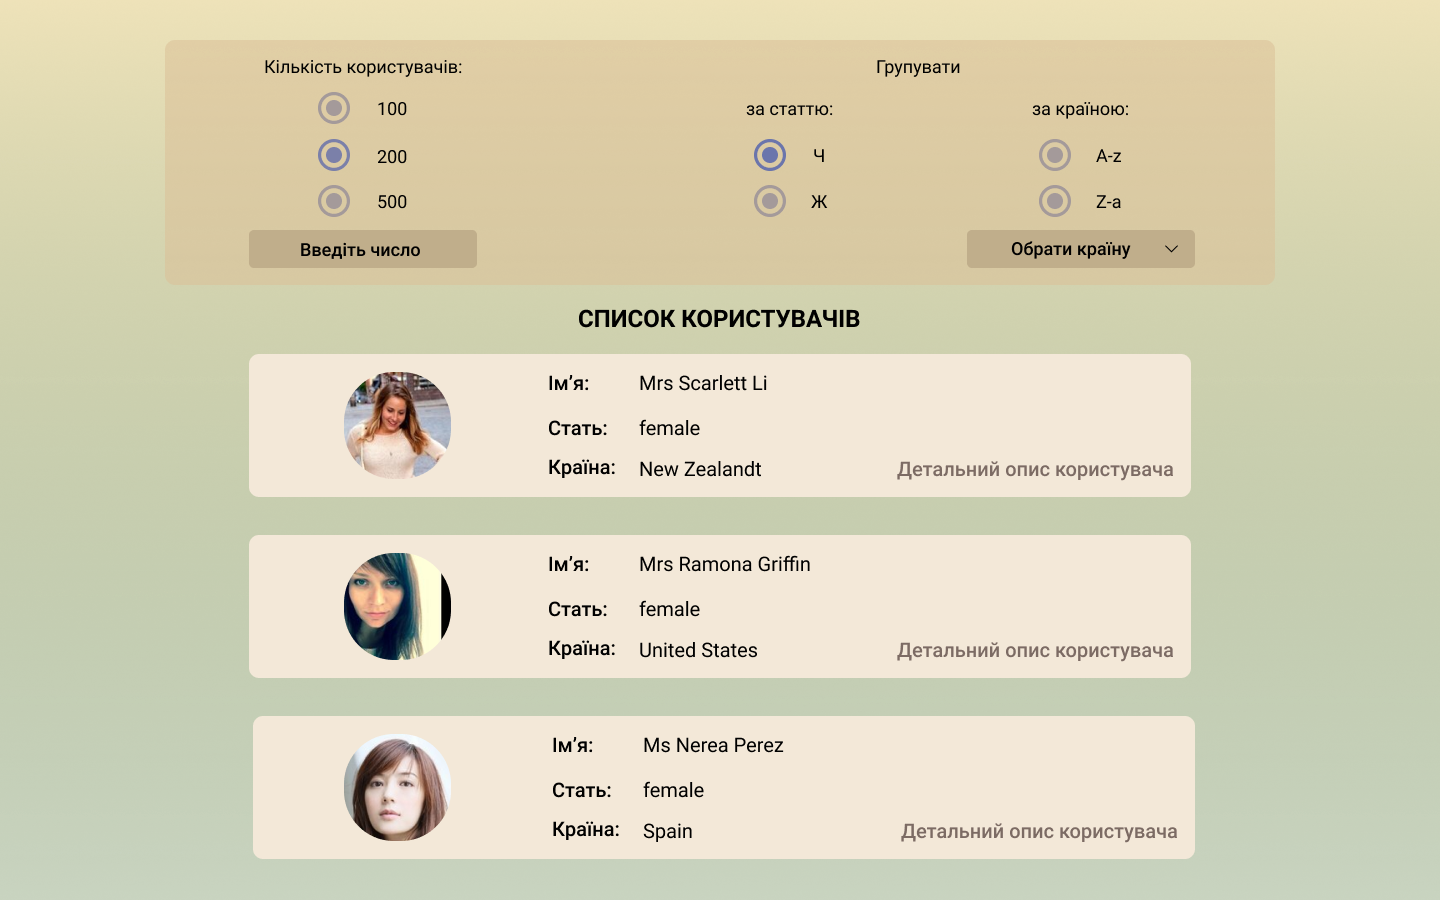 Кількість користувачів:
100
200
500
Введіть число
Групувати
за статтю:
Ч
Ж
за країною:
A-z
Z-a
Обрати країну
СПИСОК КОРИСТУВАЧІВ
Ім’я: Mrs Scarlett Li
Стать: female
Країна: New Zealandt
Детальний опис користувача
Ім’я: Mrs Ramona Griffin
Стать: female
Країна: United States
Детальний опис користувача
Ім’я: Ms Nerea Perez
Стать: female
Країна: Spain
Детальний опис користувача